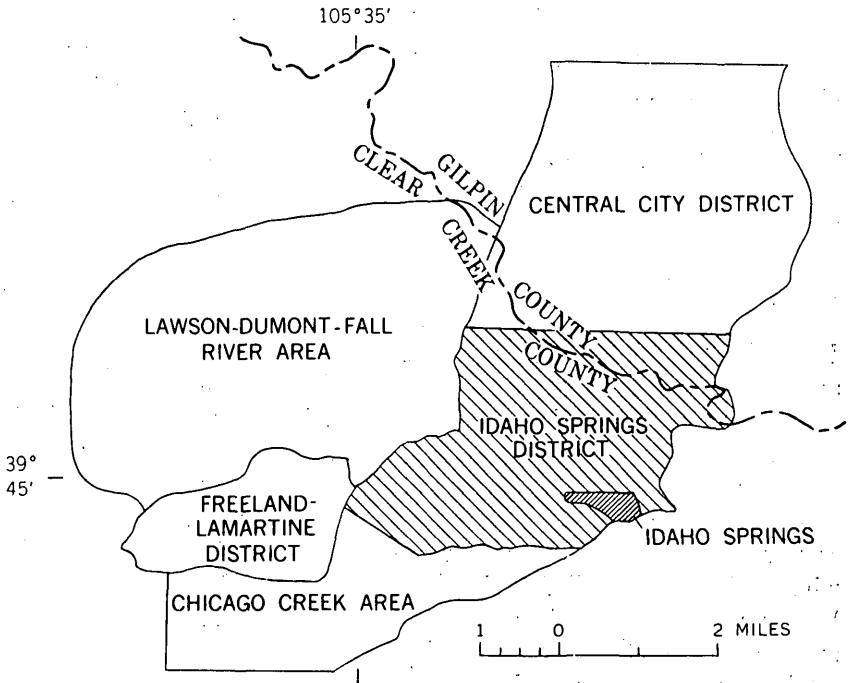 105°35′
CLEAR
GILPIN
CREEK
CENTRAL CITY DISTRICT
COUNTY
COUNTY
LAWSON-DUMONT-FALL
RIVER AREA
IDAHO SPRINGS
DISTRICT
39°
45′
FREELAND-
LAMARTINE
DISTRICT
IDAHO SPRINGS
CHICAGO CREEK AREA
1 0 2 MILES